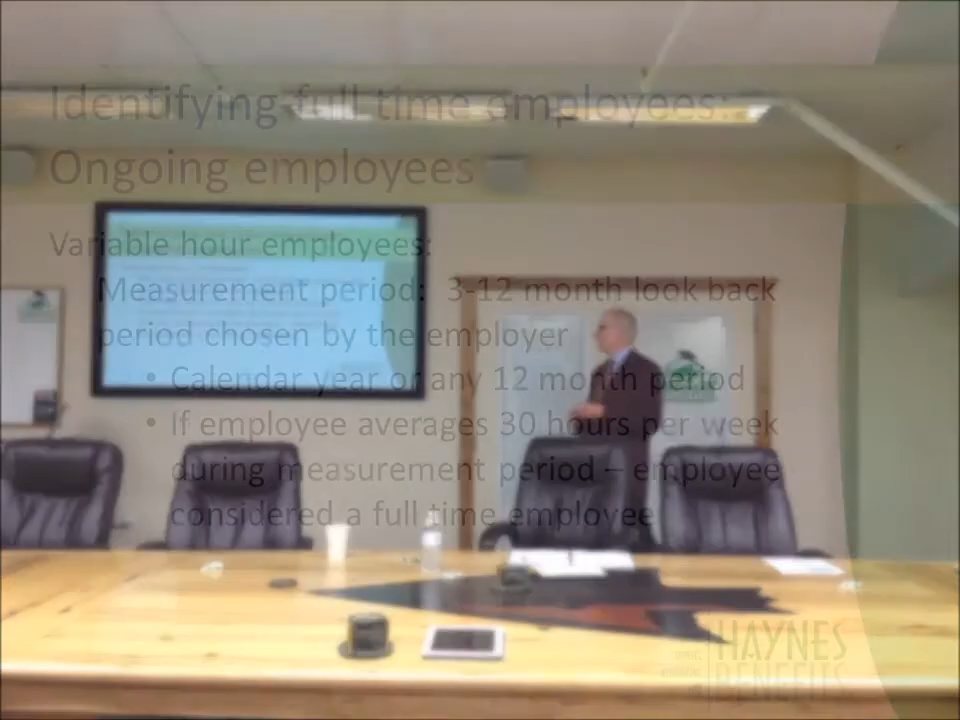 Identifying full time employees:
Ongoing employees
Variable hour employees:
Measurement period: 3-12 month look back
period chosen by the employer
• Calendar year or any 12 month period
• If employee averages 30 hours per week
during measurement period – employee
considered a full time employee
HAYNES
BENEFITS